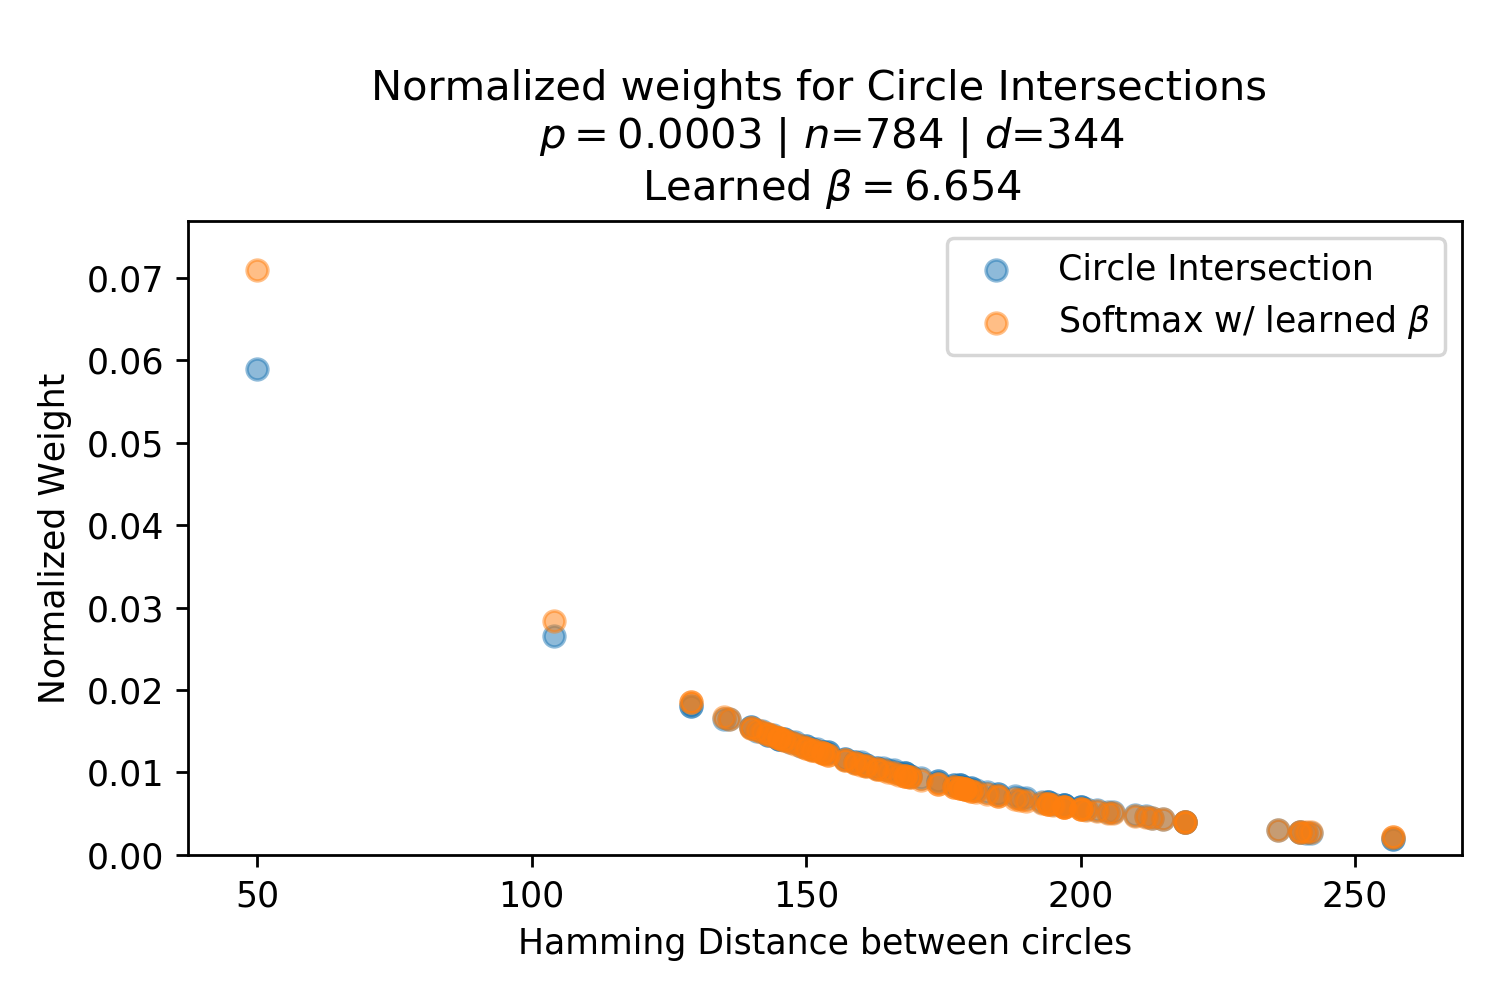 Normalized weights for Circle Intersections
p = 0.0003 | n=784 | d=344
Learned β = 6.654
Circle Intersection
Softmax w/ learned β
Normalized Weight
0.07
0.06
0.05
0.04
0.03
0.02
0.01
0.00
50 100 150 200 250
Hamming Distance between circles